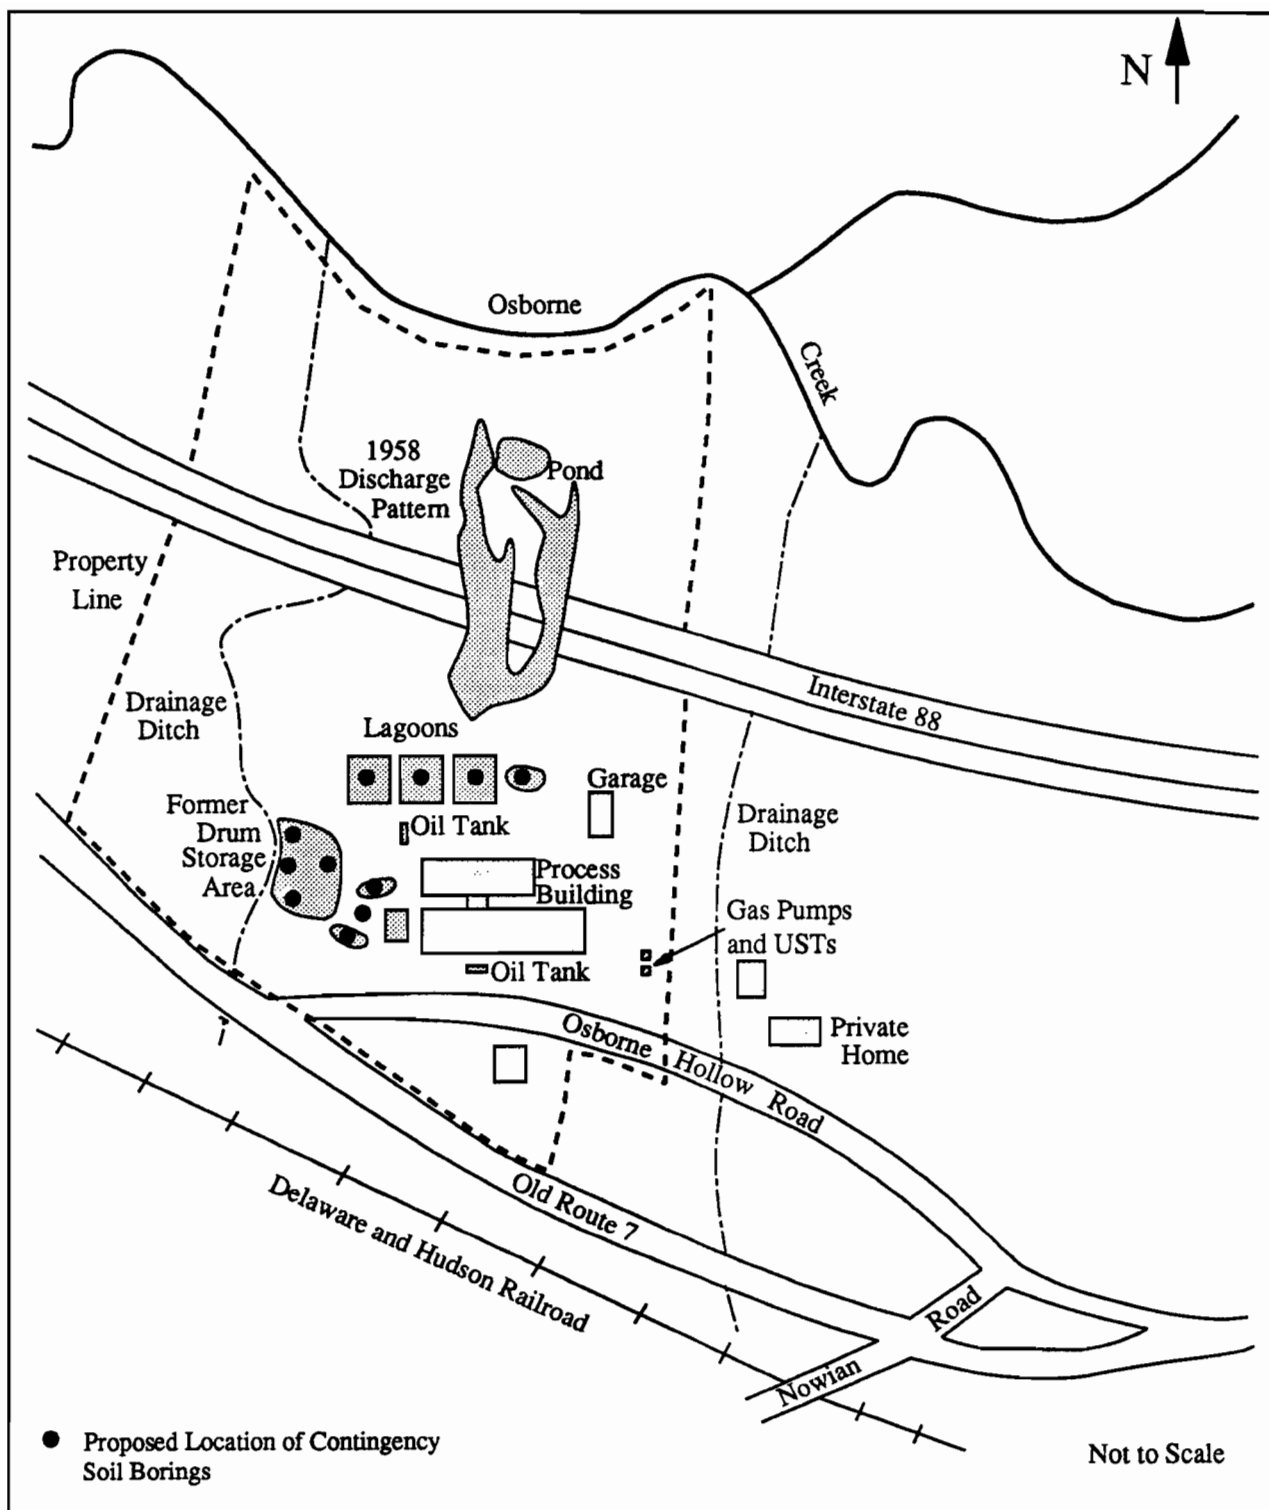 N
Osborne
Creek
1958
Discharge
Pattern
Pond
Property
Line
Interstate 88
Drainage
Ditch
Lagoons
Garage
Former
Drum
Storage
Area
Oil Tank
Drainage
Ditch
Process
Building
Gas Pumps
and USTs
Oil Tank
Osborne Hollow Road
Private
Home
Old Route 7
Delaware and Hudson Railroad
Road
Nowian
Proposed Location of Contingency
Soil Borings
Not to Scale